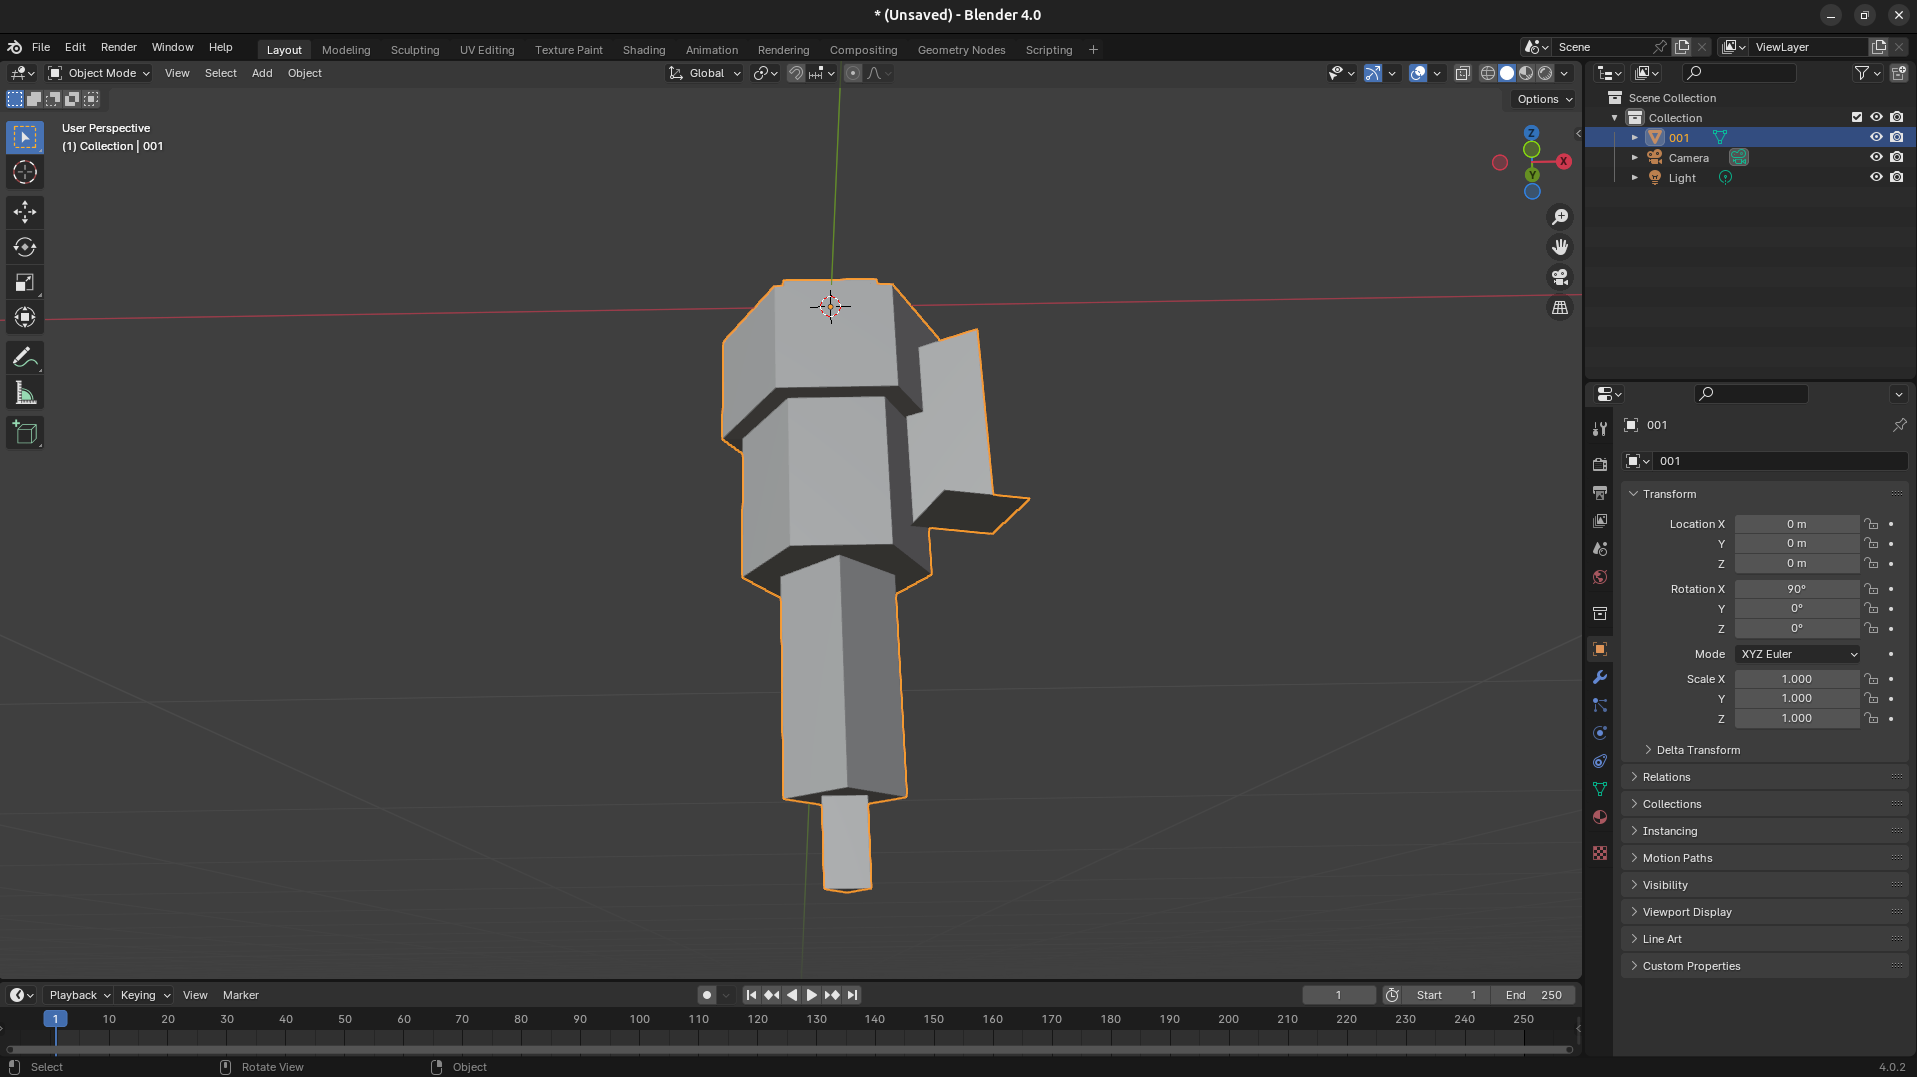 * (Unsaved) - Blender 4.0
File Edit Render Window Help Layout Modeling Sculpting UV Editing Texture Paint Shading Animation Rendering Compositing Geometry Nodes Scripting + Scene ViewLayer
Object Mode View Select Add Object Global
Options
User Perspective
(1) Collection | 001
Z
X
Y
Scene Collection
Collection
001
Camera
Light
001
001
Transform
Location X 0 m
Y 0 m
Z 0 m
Rotation X 90°
Y 0°
Z 0°
Mode XYZ Euler
Scale X 1.000
Y 1.000
Z 1.000
Delta Transform
Relations
Collections
Instancing
Motion Paths
Visibility
Viewport Display
Line Art
Custom Properties
Playback Keying View Marker 1 Start 1 End 250
1 10 20 30 40 50 60 70 80 90 100 110 120 130 140 150 160 170 180 190 200 210 220 230 240 250
Select Rotate View Object 4.0.2